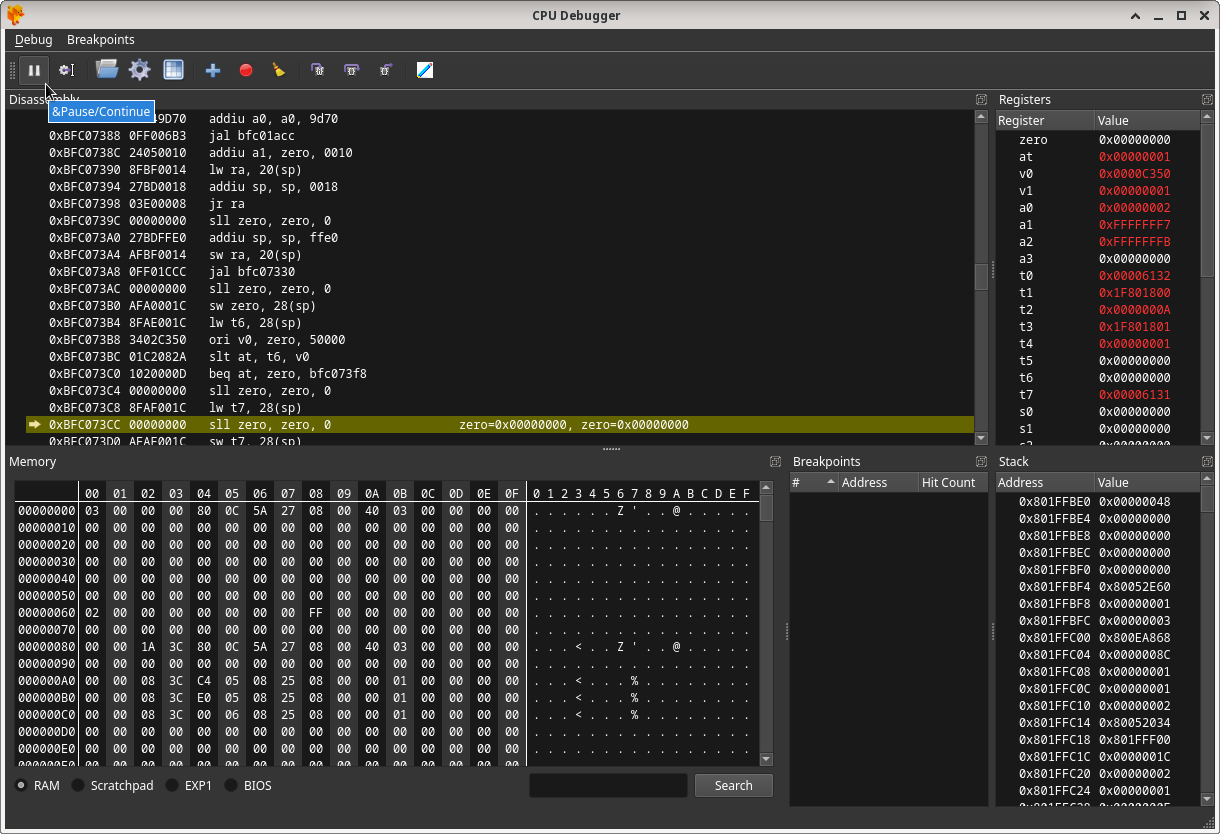 CPU Debugger
Debug Breakpoints
Disassembly
&Pause/Continue
49D70 addiu a0, a0, 9d70
0xBFC07388 0FF006B3 jal bfc01acc
0xBFC0738C 24050010 addiu a1, zero, 0010
0xBFC07390 8FBF0014 lw ra, 20(sp)
0xBFC07394 27BD0018 addiu sp, sp, 0018
0xBFC07398 03E00008 jr ra
0xBFC0739C 00000000 sll zero, zero, 0
0xBFC073A0 27BDFFE0 addiu sp, sp, ffe0
0xBFC073A4 AFBF0014 sw ra, 20(sp)
0xBFC073A8 0FF01CCC jal bfc07330
0xBFC073AC 00000000 sll zero, zero, 0
0xBFC073B0 AFA0001C sw zero, 28(sp)
0xBFC073B4 8FAE001C lw t6, 28(sp)
0xBFC073B8 3402C350 ori v0, zero, 50000
0xBFC073BC 01C2082A slt at, t6, v0
0xBFC073C0 1020000D beq at, zero, bfc073f8
0xBFC073C4 00000000 sll zero, zero, 0
0xBFC073C8 8FAF001C lw t7, 28(sp)
0xBFC073CC 00000000 sll zero, zero, 0 zero=0x00000000, zero=0x00000000
0xBFC073D0 AFAF001C sw t7, 28(sp)
Registers
Register Value
zero 0x00000000
at 0x00000001
v0 0x0000C350
v1 0x00000001
a0 0x00000002
a1 0xFFFFFFF7
a2 0xFFFFFFFB
a3 0x00000000
t0 0x00006132
t1 0x1F801800
t2 0x0000000A
t3 0x1F801801
t4 0x00000001
t5 0x00000000
t6 0x00000000
t7 0x00006131
s0 0x00000000
s1 0x00000000
s2 0x00000000
Memory
00 01 02 03 04 05 06 07 08 09 0A 0B 0C 0D 0E 0F 0 1 2 3 4 5 6 7 8 9 A B C D E F
00000000 03 00 00 00 80 0C 5A 27 08 00 40 03 00 00 00 00 . . . . . . Z ' . . @ . . . . .
00000010 00 00 00 00 00 00 00 00 00 00 00 00 00 00 00 00 . . . . . . . . . . . . . . . .
00000020 00 00 00 00 00 00 00 00 00 00 00 00 00 00 00 00 . . . . . . . . . . . . . . . .
00000030 00 00 00 00 00 00 00 00 00 00 00 00 00 00 00 00 . . . . . . . . . . . . . . . .
00000040 00 00 00 00 00 00 00 00 00 00 00 00 00 00 00 00 . . . . . . . . . . . . . . . .
00000050 00 00 00 00 00 00 00 00 00 00 00 00 00 00 00 00 . . . . . . . . . . . . . . . .
00000060 02 00 00 00 00 00 00 00 FF 00 00 00 00 00 00 00 . . . . . . . . . . . . . . . .
00000070 00 00 00 00 00 00 00 00 00 00 00 00 00 00 00 00 . . . . . . . . . . . . . . . .
00000080 00 00 1A 3C 80 0C 5A 27 08 00 40 03 00 00 00 00 . . . < . . Z ' . . @ . . . . .
00000090 00 00 00 00 00 00 00 00 00 00 00 00 00 00 00 00 . . . . . . . . . . . . . . . .
000000A0 00 00 08 3C C4 05 08 25 08 00 00 01 00 00 00 00 . . . < . . . % . . . . . . . .
000000B0 00 00 08 3C E0 05 08 25 08 00 00 01 00 00 00 00 . . . < . . . % . . . . . . . .
000000C0 00 00 08 3C 00 06 08 25 08 00 00 01 00 00 00 00 . . . < . . . % . . . . . . . .
000000D0 00 00 00 00 00 00 00 00 00 00 00 00 00 00 00 00 . . . . . . . . . . . . . . . .
000000E0 00 00 00 00 00 00 00 00 00 00 00 00 00 00 00 00 . . . . . . . . . . . . . . . .
000000F0 00 00 00 00 00 00 00 00 00 00 00 00 00 00 00 00
RAM Scratchpad EXP1 BIOS Search
Breakpoints
# Address Hit Count
Stack
Address Value
0x801FFBE0 0x00000048
0x801FFBE4 0x00000000
0x801FFBE8 0x00000000
0x801FFBEC 0x00000000
0x801FFBF0 0x00000000
0x801FFBF4 0x80052E60
0x801FFBF8 0x00000001
0x801FFBFC 0x00000003
0x801FFC00 0x800EA868
0x801FFC04 0x0000008C
0x801FFC08 0x00000001
0x801FFC0C 0x00000001
0x801FFC10 0x00000002
0x801FFC14 0x80052034
0x801FFC18 0x801FFF00
0x801FFC1C 0x0000001C
0x801FFC20 0x00000002
0x801FFC24 0x00000001